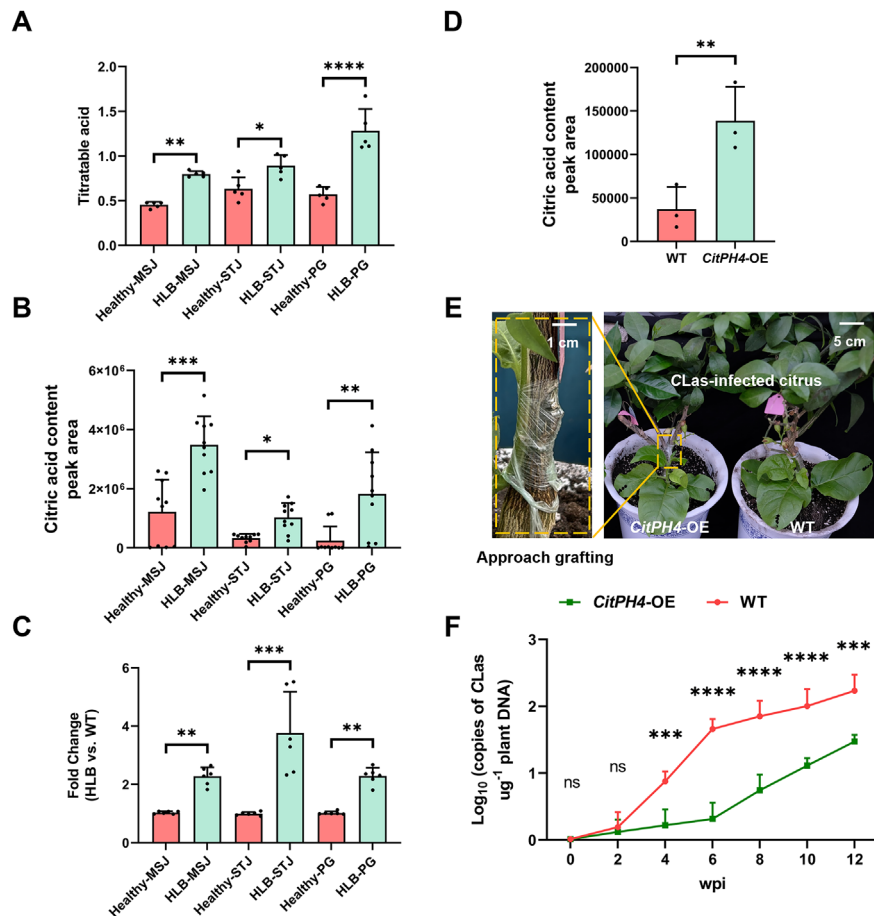 A
Titratable acid
2.0
1.5
1.0
0.5
0.0
**
*
****
Healthy-MSJ
HLB-MSJ
Healthy-STJ
HLB-STJ
Healthy-PG
HLB-PG
D
Citric acid content
peak area
200000
150000
100000
50000
0
**
WT
CitPH4-OE
B
Citric acid content
peak area
6×10⁶
4×10⁶
2×10⁶
0
***
*
**
Healthy-MSJ
HLB-MSJ
Healthy-STJ
HLB-STJ
Healthy-PG
HLB-PG
E
1 cm
5 cm
CLas-infected citrus
CitPH4-OE
WT
Approach grafting
C
Fold Change
(HLB vs. WT)
6
4
2
0
**
***
**
Healthy-MSJ
HLB-MSJ
Healthy-STJ
HLB-STJ
Healthy-PG
HLB-PG
CitPH4-OE
WT
F
Log₁₀ (copies of CLas
ug⁻¹ plant DNA)
3
2
1
0
ns
ns
***
****
****
****
***
0
2
4
6
8
10
12
wpi